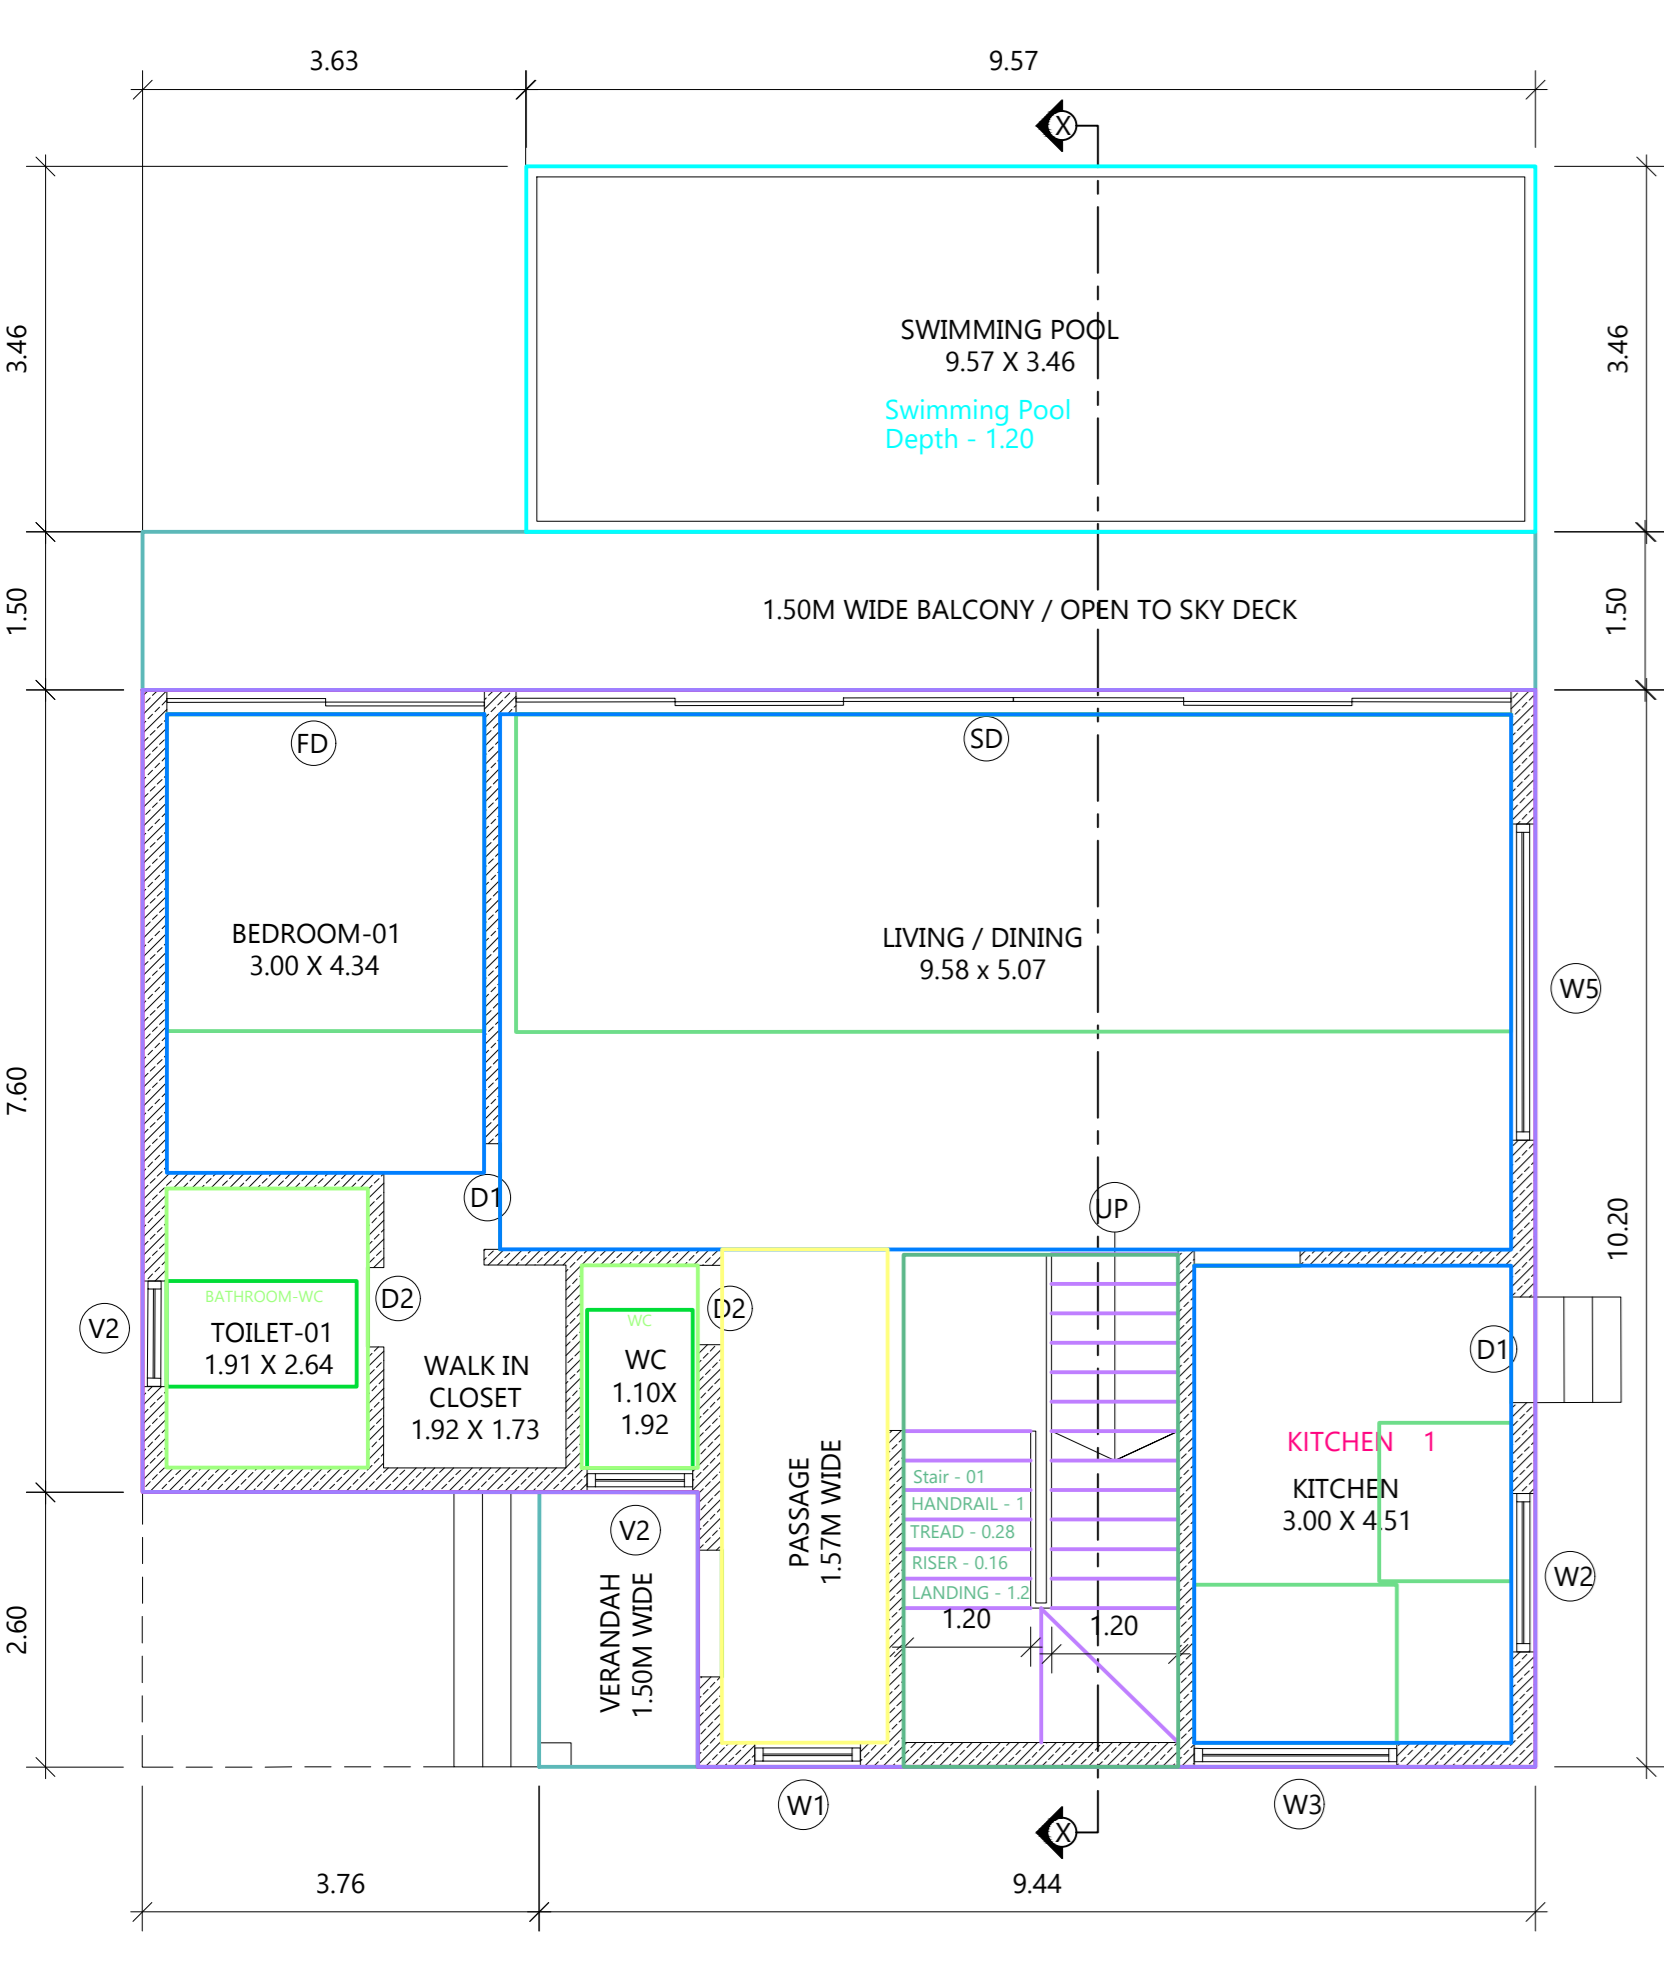 3.63
9.57
X
3.46
SWIMMING POOL
9.57 X 3.46
Swimming Pool
Depth - 1.20
3.46
1.50
1.50M WIDE BALCONY / OPEN TO SKY DECK
1.50
FD
SD
BEDROOM-01
3.00 X 4.34
LIVING / DINING
9.58 x 5.07
W5
7.60
D1
UP
10.20
BATHROOM-WC
TOILET-01
1.91 X 2.64
V2
D2
WALK IN
CLOSET
1.92 X 1.73
WC
WC
1.10X
1.92
D2
D1
KITCHEN 1
KITCHEN
3.00 X 4.51
PASSAGE
1.57M WIDE
Stair - 01
HANDRAIL - 1
TREAD - 0.28
RISER - 0.16
LANDING - 1.2
1.20
1.20
V2
VERANDAH
1.50M WIDE
W2
2.60
W1
W3
X
3.76
9.44